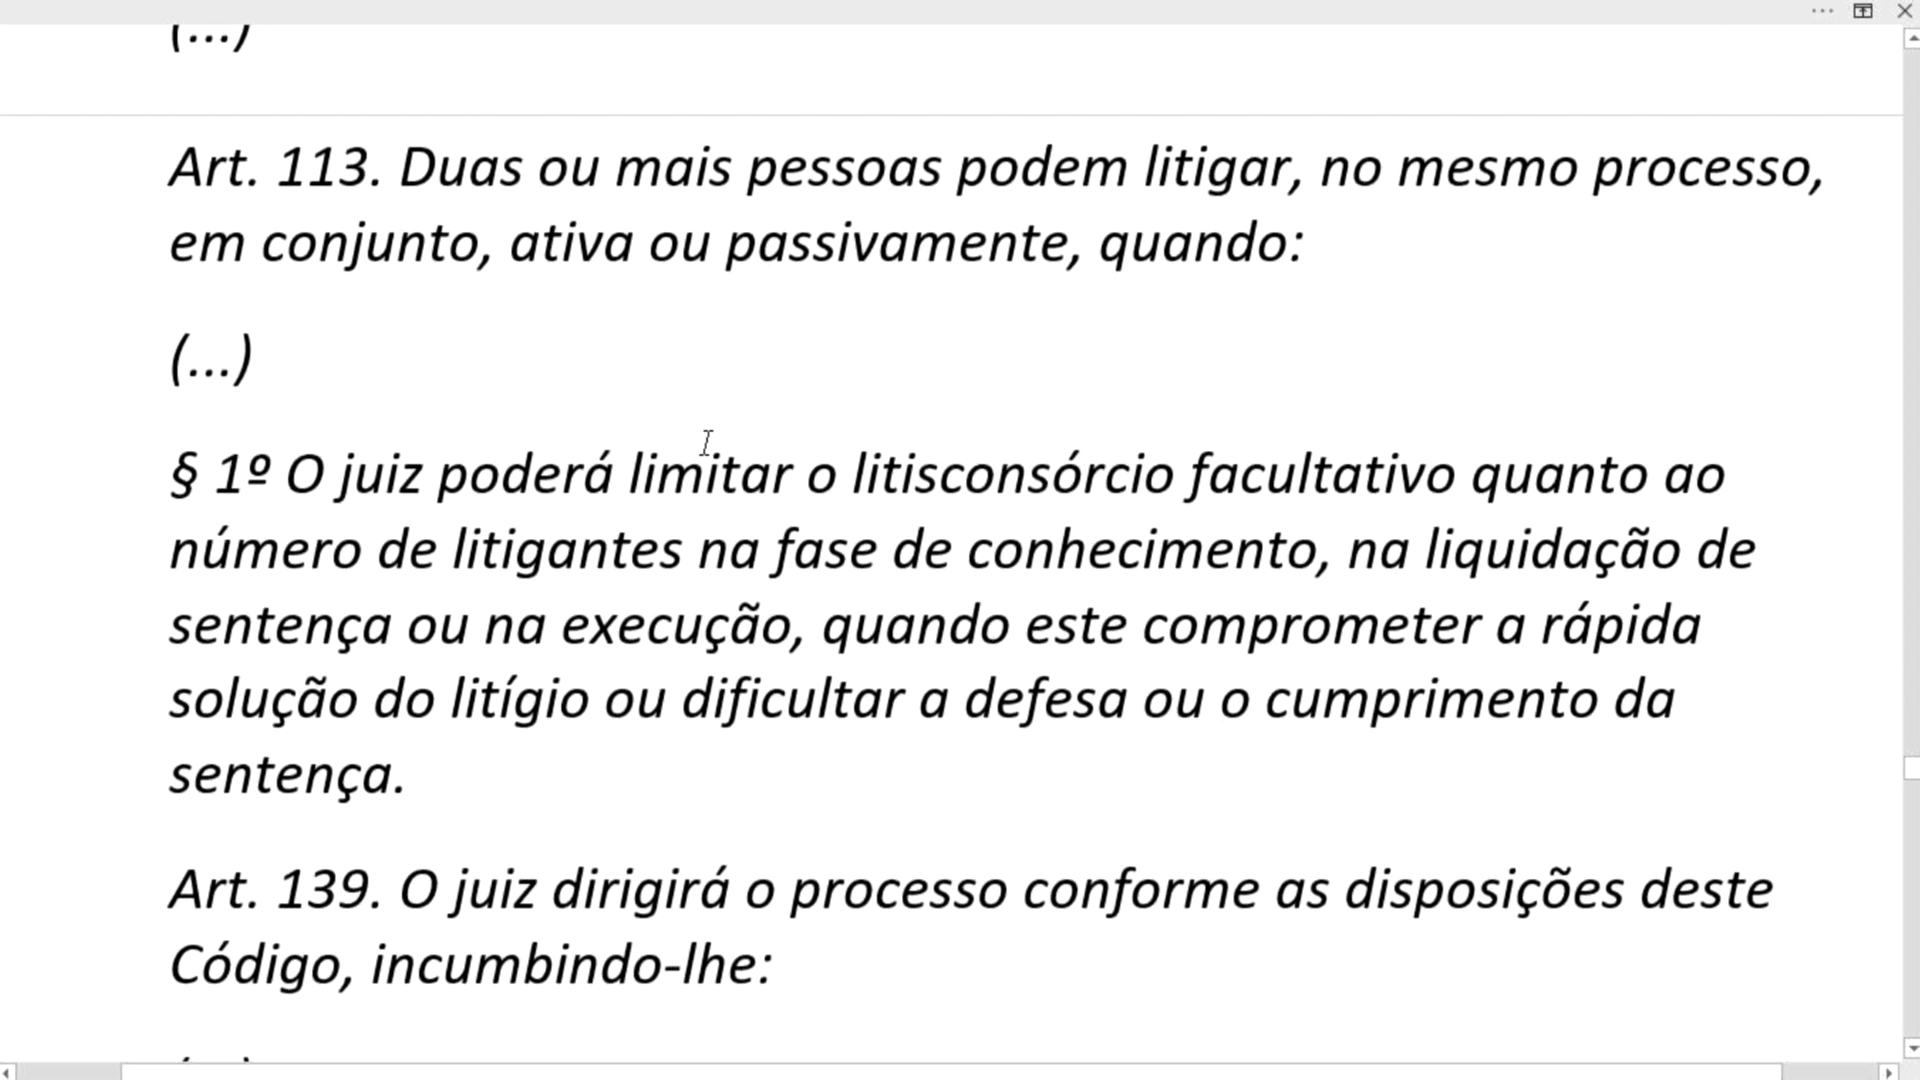 (...)
Art. 113. Duas ou mais pessoas podem litigar, no mesmo processo,
em conjunto, ativa ou passivamente, quando:
(...)
§ 1º O juiz poderá limitar o litisconsórcio facultativo quanto ao
número de litigantes na fase de conhecimento, na liquidação de
sentença ou na execução, quando este comprometer a rápida
solução do litígio ou dificultar a defesa ou o cumprimento da
sentença.
Art. 139. O juiz dirigirá o processo conforme as disposições deste
Código, incumbindo-lhe: